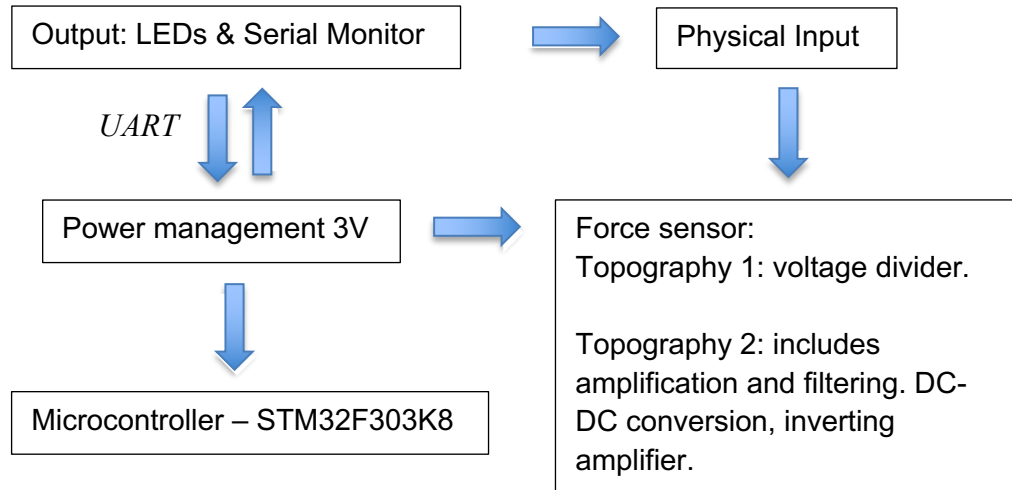 Output: LEDs & Serial Monitor
Physical Input
UART
Power management 3V
Force sensor:
Topography 1: voltage divider.
Topography 2: includes
amplification and filtering. DC-
DC conversion, inverting
amplifier.
Microcontroller – STM32F303K8